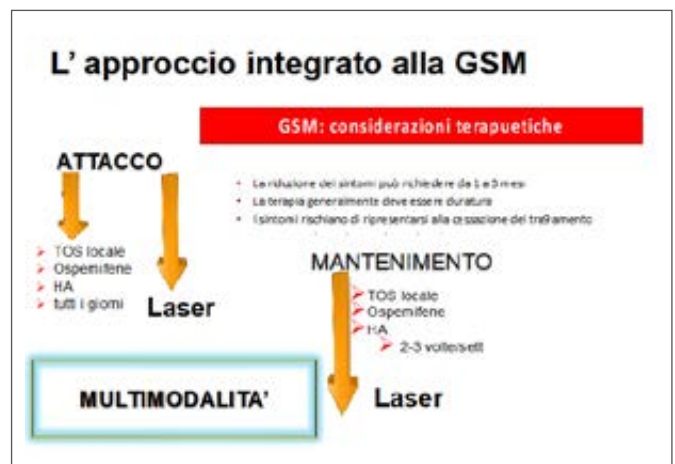 L' approccio integrato alla GSM
GSM: considerazioni terapuetiche
ATTACCO
• La riduzione dei sintomi può richiedere da 1 a 3 mesi
• La terapia generalmente deve essere duratura
• I sintomi rischiano di ripresentarsi alla cessazione del trattamento
TOS locale
Ospemifene
HA
tutti i giorni
Laser
MANTENIMENTO
TOS locale
Ospemifene
HA
2-3 volte/sett
Laser
MULTIMODALITA'